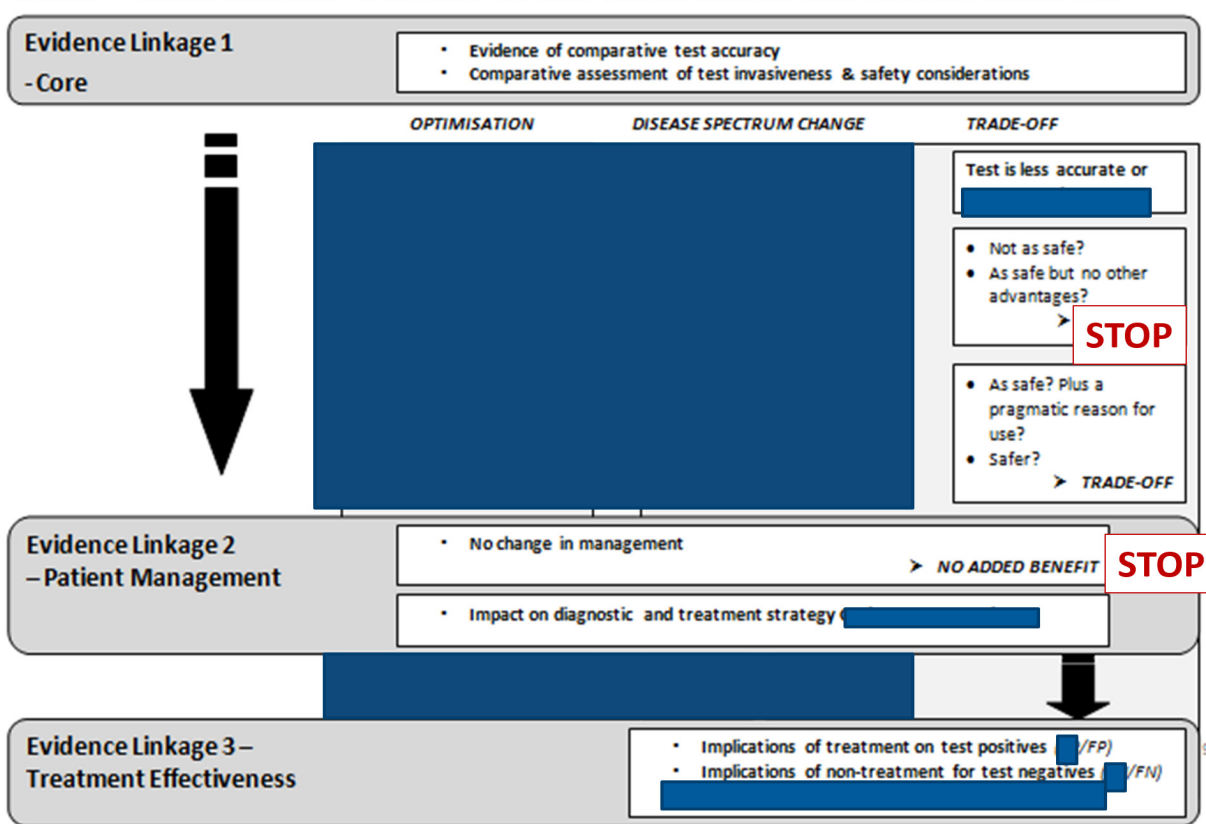 Evidence Linkage 1
- Core
· Evidence of comparative test accuracy
· Comparative assessment of test invasiveness & safety considerations
OPTIMISATION
DISEASE SPECTRUM CHANGE
TRADE-OFF
Test is less accurate or
• Not as safe?
• As safe but no other
advantages?
➤
STOP
• As safe? Plus a
pragmatic reason for
use?
• Safer?
➤ TRADE-OFF
Evidence Linkage 2
– Patient Management
· No change in management
➤ NO ADDED BENEFIT
STOP
· Impact on diagnostic and treatment strategy
Evidence Linkage 3 –
Treatment Effectiveness
· Implications of treatment on test positives ( /FP)
· Implications of non-treatment for test negatives ( /FN)